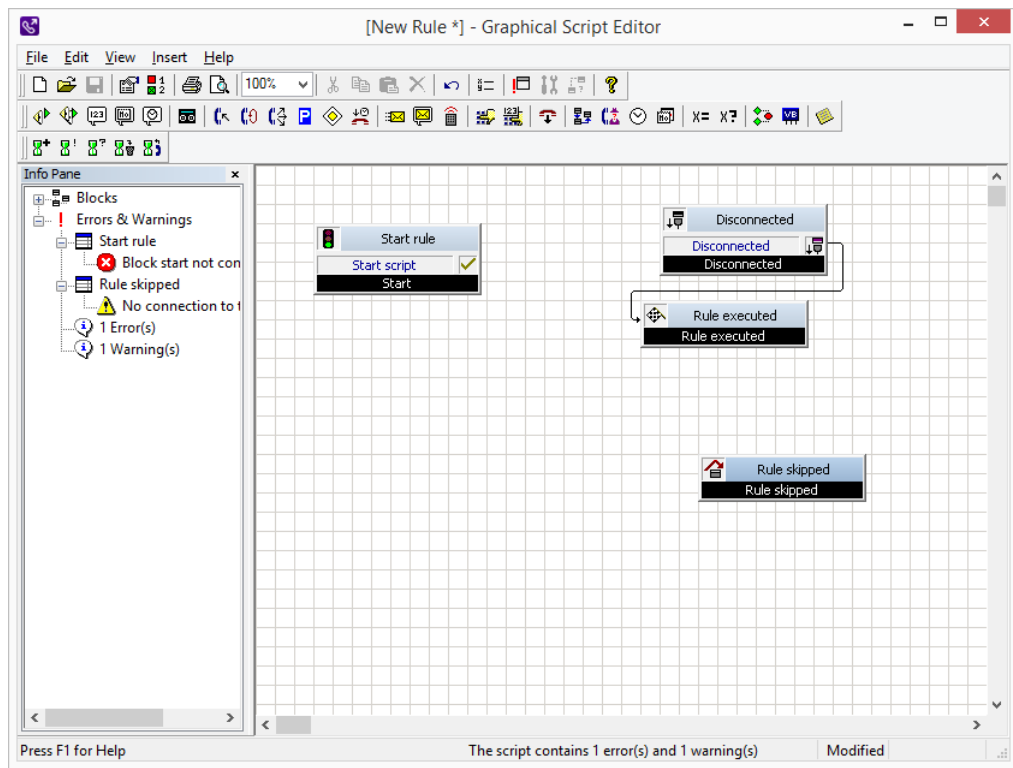 [New Rule *] - Graphical Script Editor
File Edit View Insert Help
100%
Info Pane
Blocks
Errors & Warnings
Start rule
Block start not con
Rule skipped
No connection to t
1 Error(s)
1 Warning(s)
Start rule
Start script
Start
Disconnected
Disconnected
Disconnected
Rule executed
Rule executed
Rule skipped
Rule skipped
Press F1 for Help
The script contains 1 error(s) and 1 warning(s)
Modified